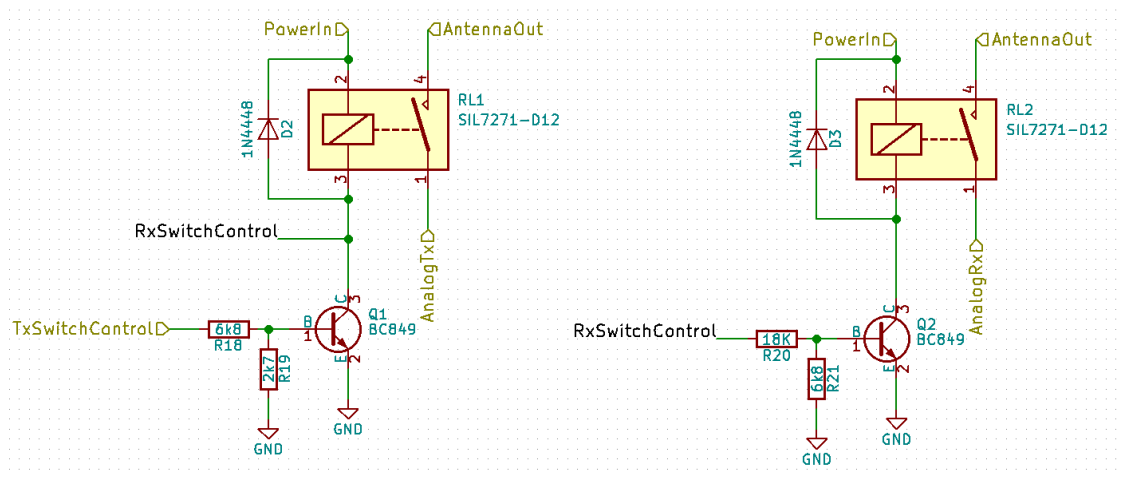 PowerIn
AntennaOut
2
4
RL1
SIL7271-D12
1N4448
D2
3
1
RxSwitchControl
AnalogTx
TxSwitchControl
6k8
R18
2k7
R19
B
1
C
3
Q1
BC849
E
2
GND
GND
PowerIn
AntennaOut
2
4
RL2
SIL7271-D12
1N4448
D3
3
1
AnalogRx
RxSwitchControl
18K
R20
6k8
R21
B
1
C
3
Q2
BC849
E
2
GND
GND